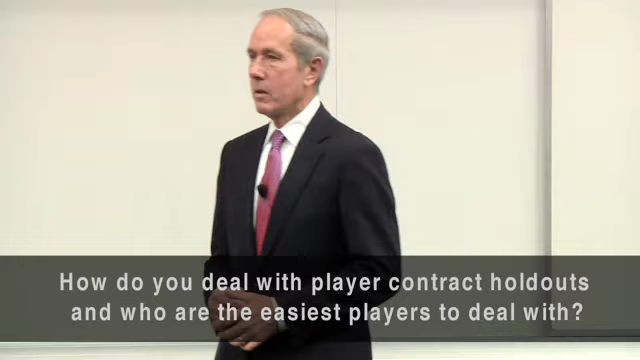 How do you deal with player contract holdouts
and who are the easiest players to deal with?